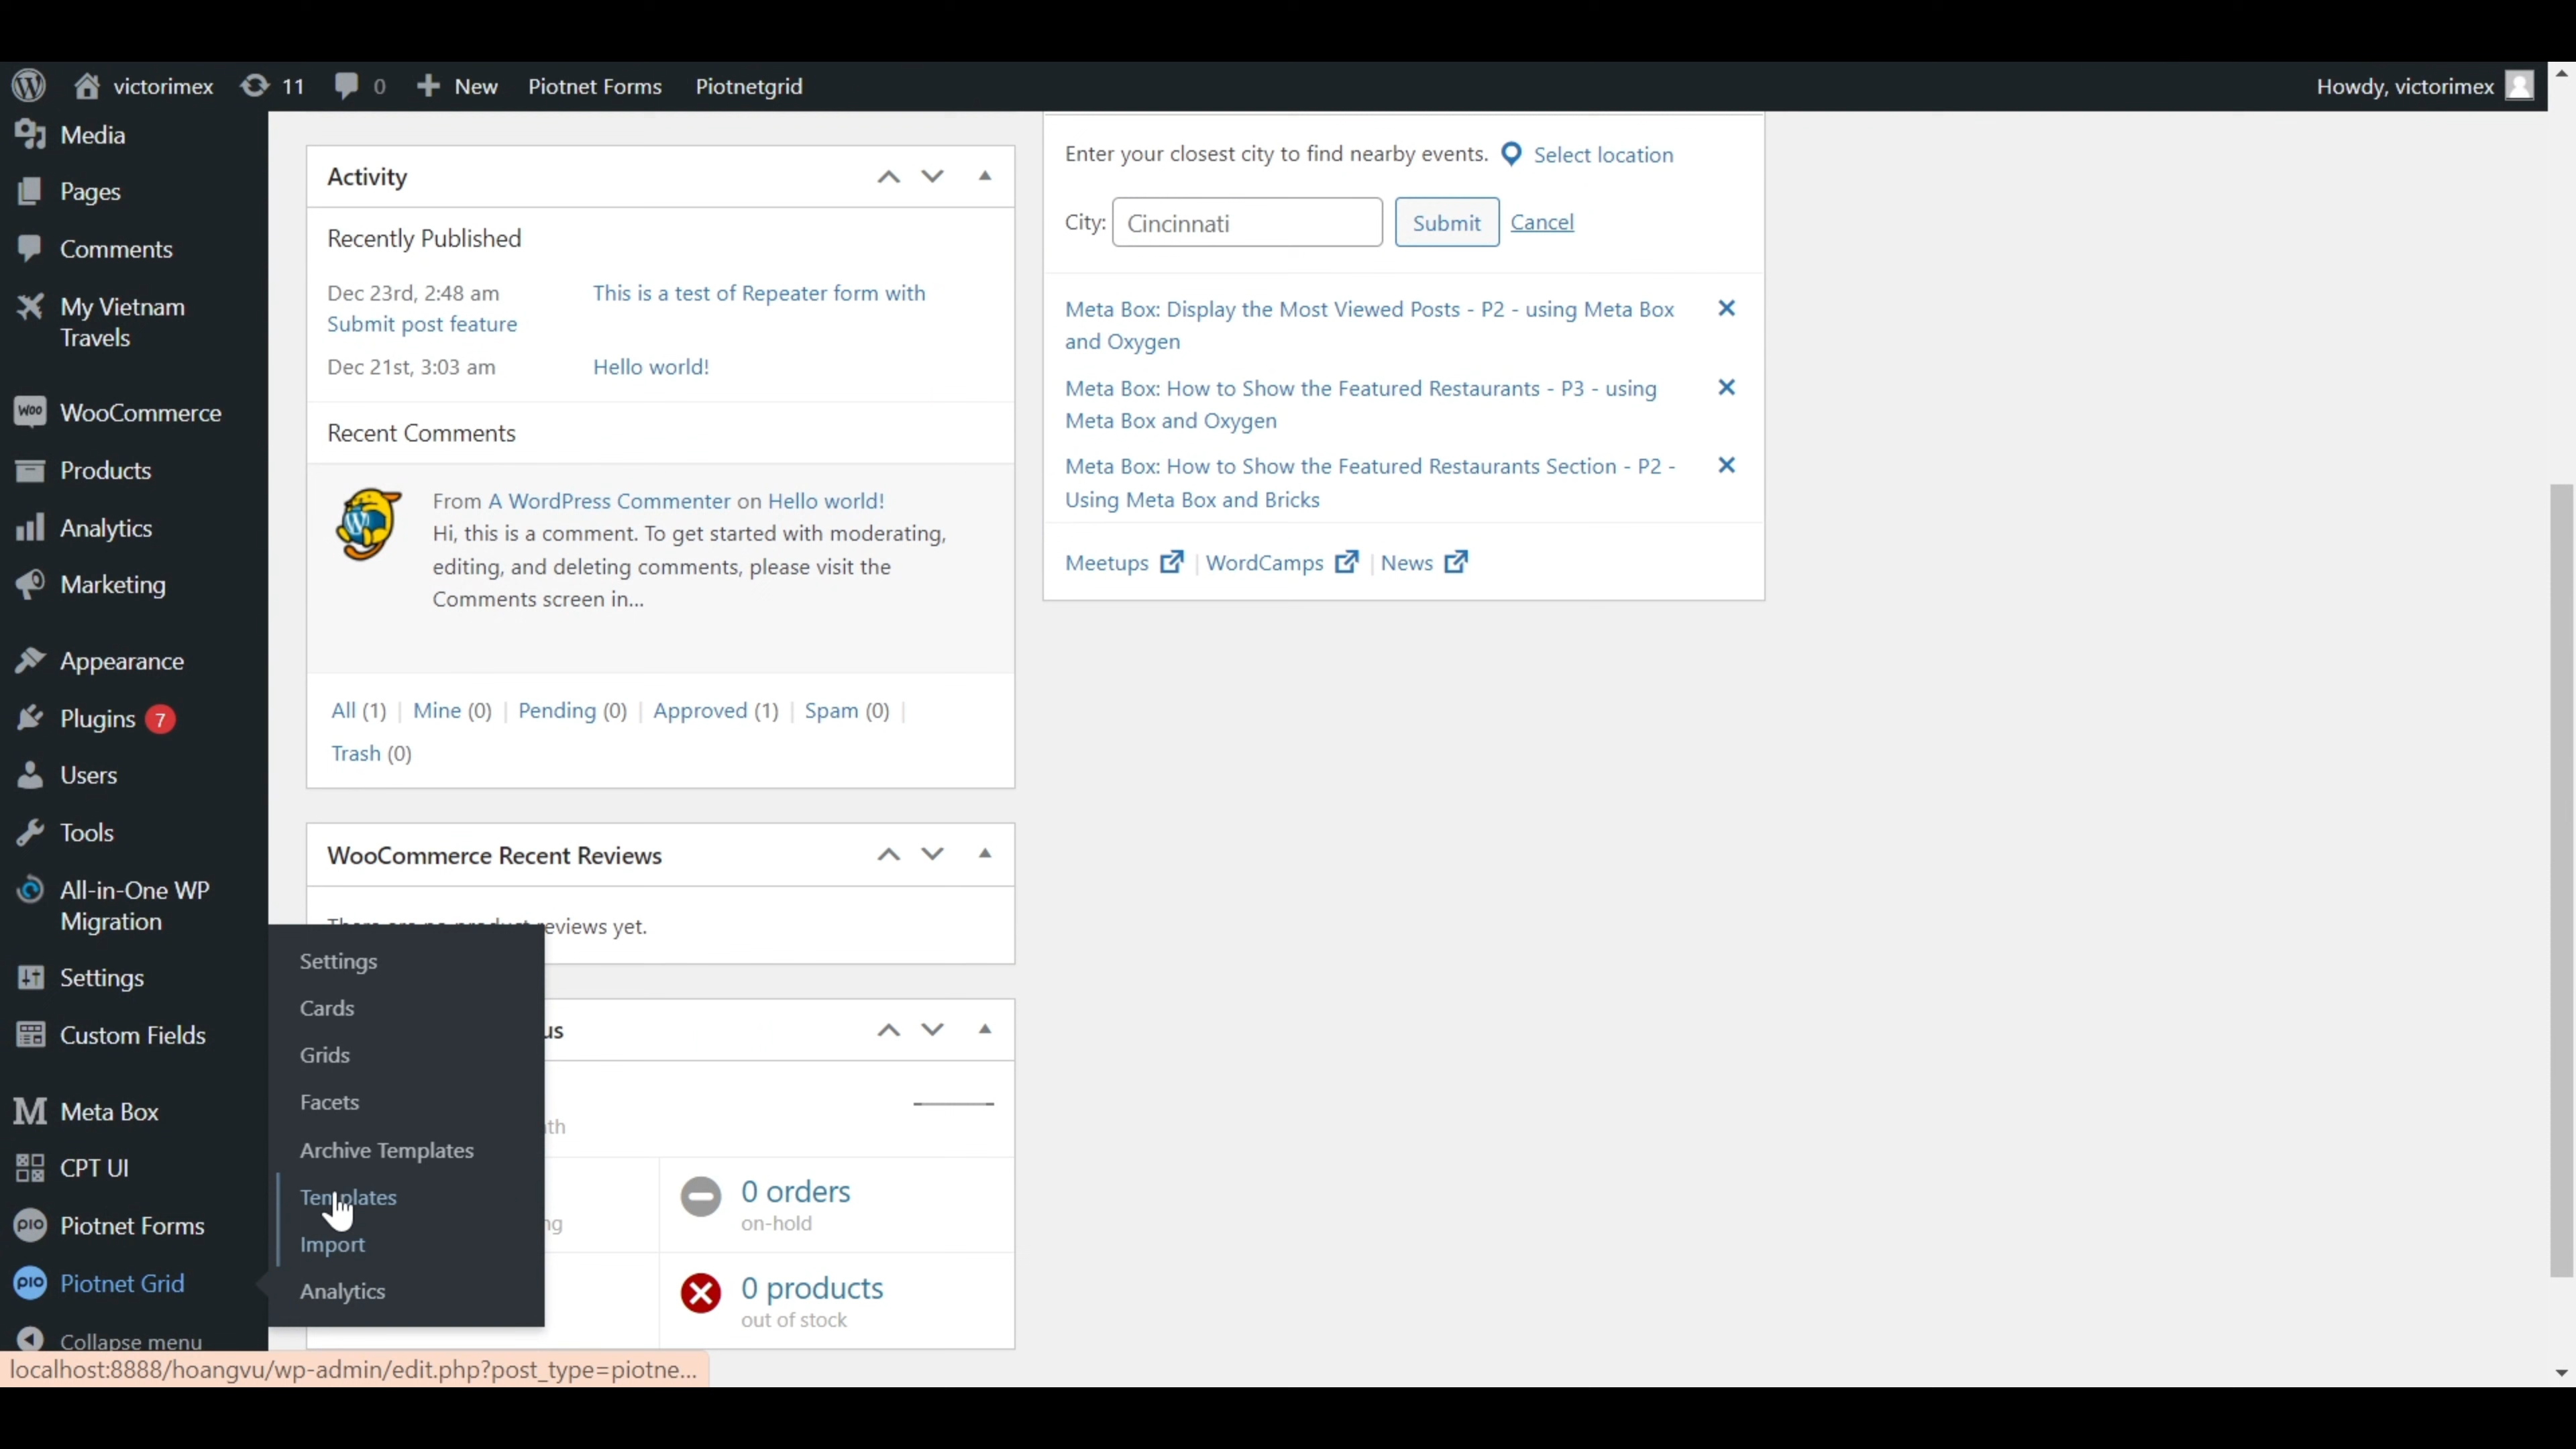 victorimex 11 0 New Piotnet Forms Piotnetgrid Howdy, victorimex
Media
Pages
Comments
My Vietnam
Travels
WooCommerce
Products
Analytics
Marketing
Appearance
Plugins 7
Users
Tools
All-in-One WP
Migration
Settings
Custom Fields
Meta Box
CPT UI
Piotnet Forms
Piotnet Grid
Collapse menu
Settings
Cards
Grids
Facets
Archive Templates
Templates
Import
Analytics
Activity
Recently Published
Dec 23rd, 2:48 am This is a test of Repeater form with
Submit post feature
Dec 21st, 3:03 am Hello world!
Recent Comments
From A WordPress Commenter on Hello world!
Hi, this is a comment. To get started with moderating,
editing, and deleting comments, please visit the
Comments screen in...
All (1) | Mine (0) | Pending (0) | Approved (1) | Spam (0) |
Trash (0)
WooCommerce Recent Reviews
There are no product reviews yet.
us
th
ng
0 orders
on-hold
0 products
out of stock
Enter your closest city to find nearby events. Select location
City: Cincinnati Submit Cancel
Meta Box: Display the Most Viewed Posts - P2 - using Meta Box
and Oxygen
Meta Box: How to Show the Featured Restaurants - P3 - using
Meta Box and Oxygen
Meta Box: How to Show the Featured Restaurants Section - P2 -
Using Meta Box and Bricks
Meetups | WordCamps | News
localhost:8888/hoangvu/wp-admin/edit.php?post_type=piotne...